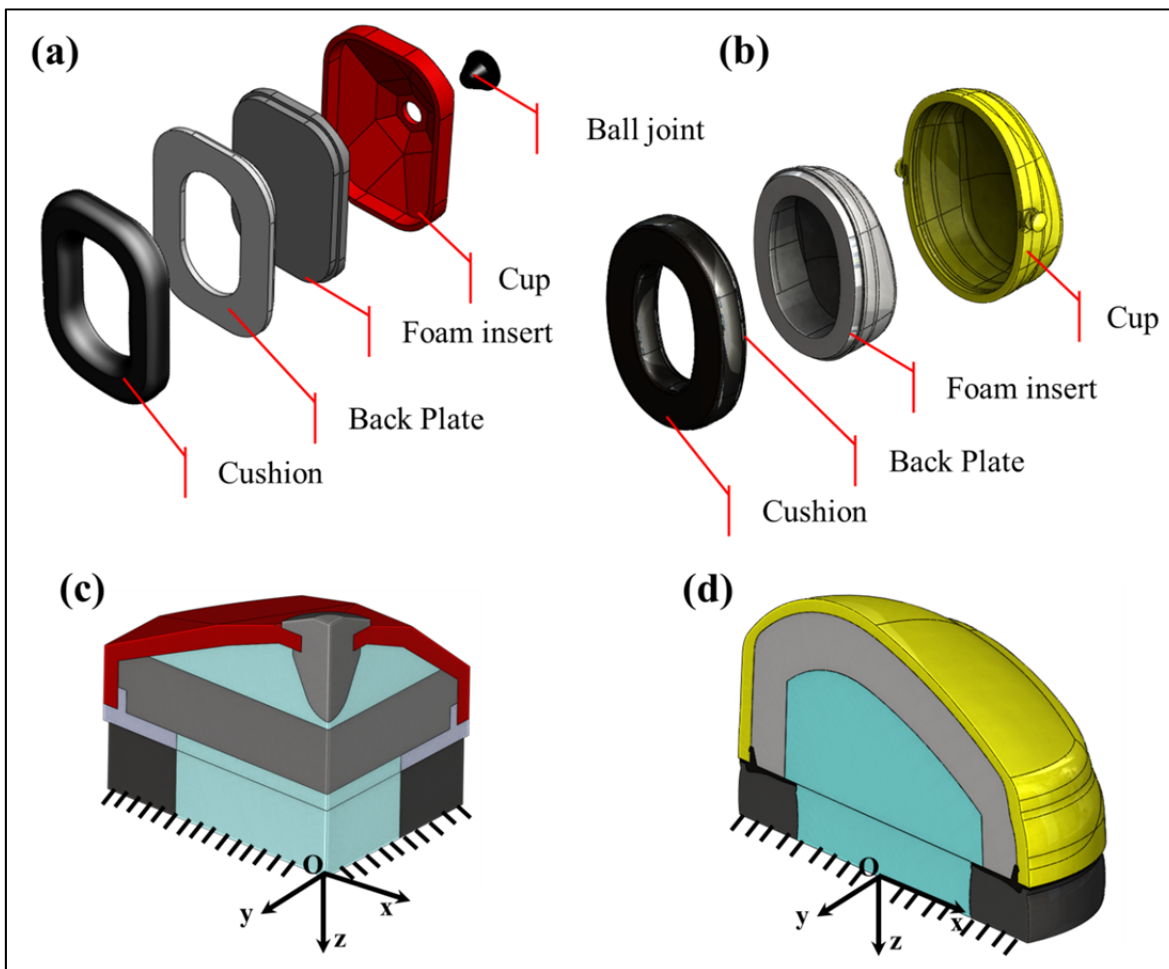 (a)
(b)
Ball joint
Cup
Cup
Foam insert
Foam insert
Back Plate
Back Plate
Cushion
Cushion
(c)
(d)
O
x
y
z
O
x
y
z